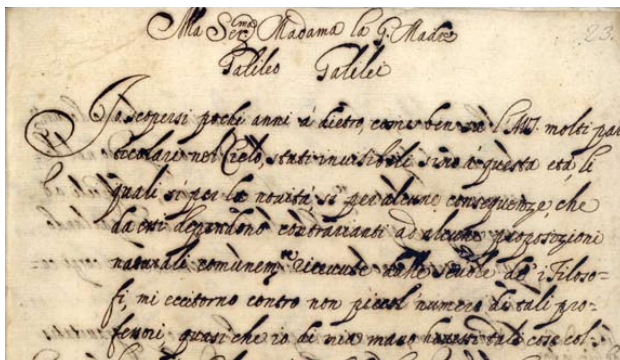 Alla Ser.ma Madama la G. Madre
23.
Galileo Galilei
Io scopersi pochi anni à dietro, come ben sà l'A.V. molti par
ticolari nel Cielo, stati invisibili sino à questa età, li
quali sì per la novità, sì per alcune conseguenze, che
da essi dependono contrarianti ad alcune proposizioni
naturali comunem.te ricevute dalle scuole de i Filoso=
fi, mi eccitorno contro non piccol numero di tali pro=
fessori, quasi che io di mia mano havessi tali cose col=